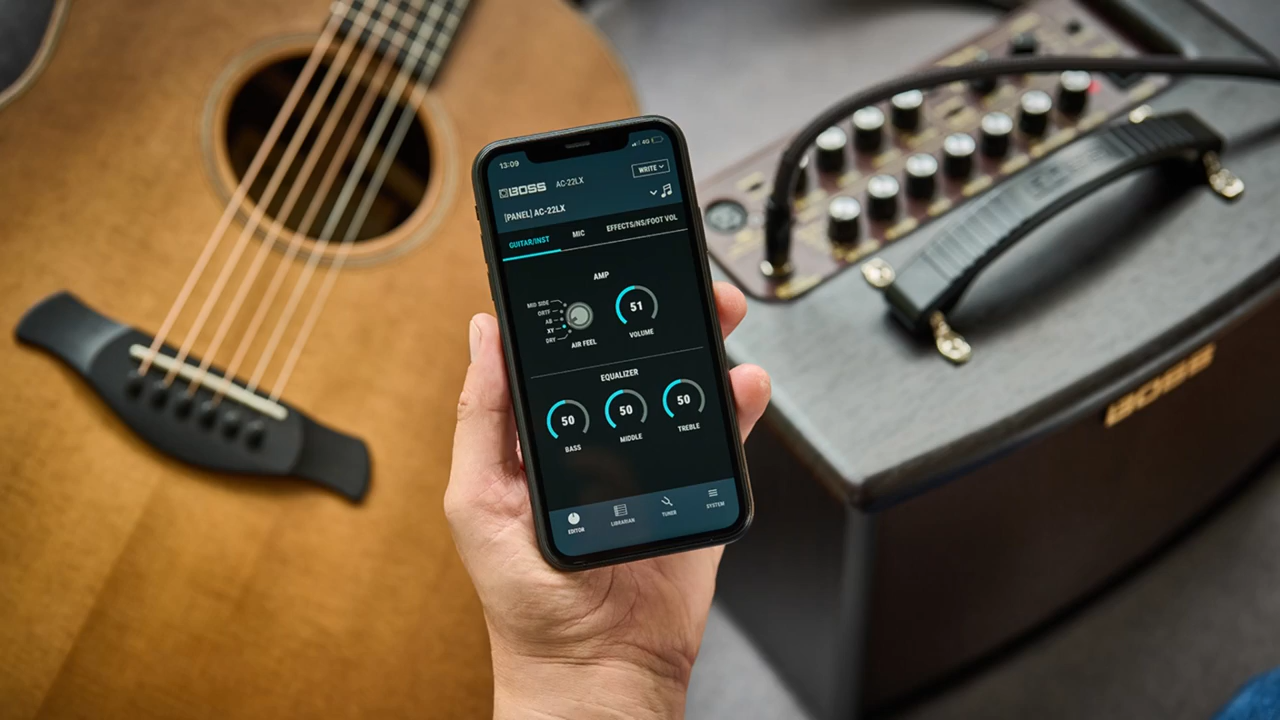 13:09
4G
BOSS AC-22LX
WRITE
[PANEL] AC-22LX
GUITAR/INST MIC EFFECTS/NS/FOOT VOL
AMP
MID-SIDE
ORTF
AB
XY
DRY
AIR FEEL
51
VOLUME
EQUALIZER
50 50 50
BASS MIDDLE TREBLE
EDITOR LIBRARIAN TUNER SYSTEM
BOSS